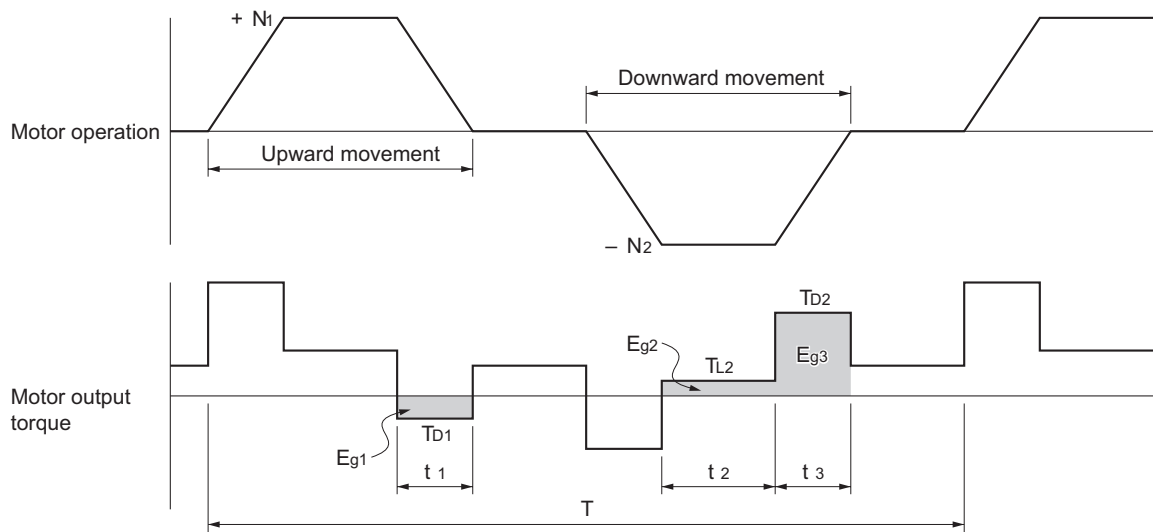 + N1
Downward movement
Motor operation
Upward movement
– N2
TD2
Eg2
TL2
Eg3
Motor output
torque
TD1
Eg1
t 1
t 2
t 3
T